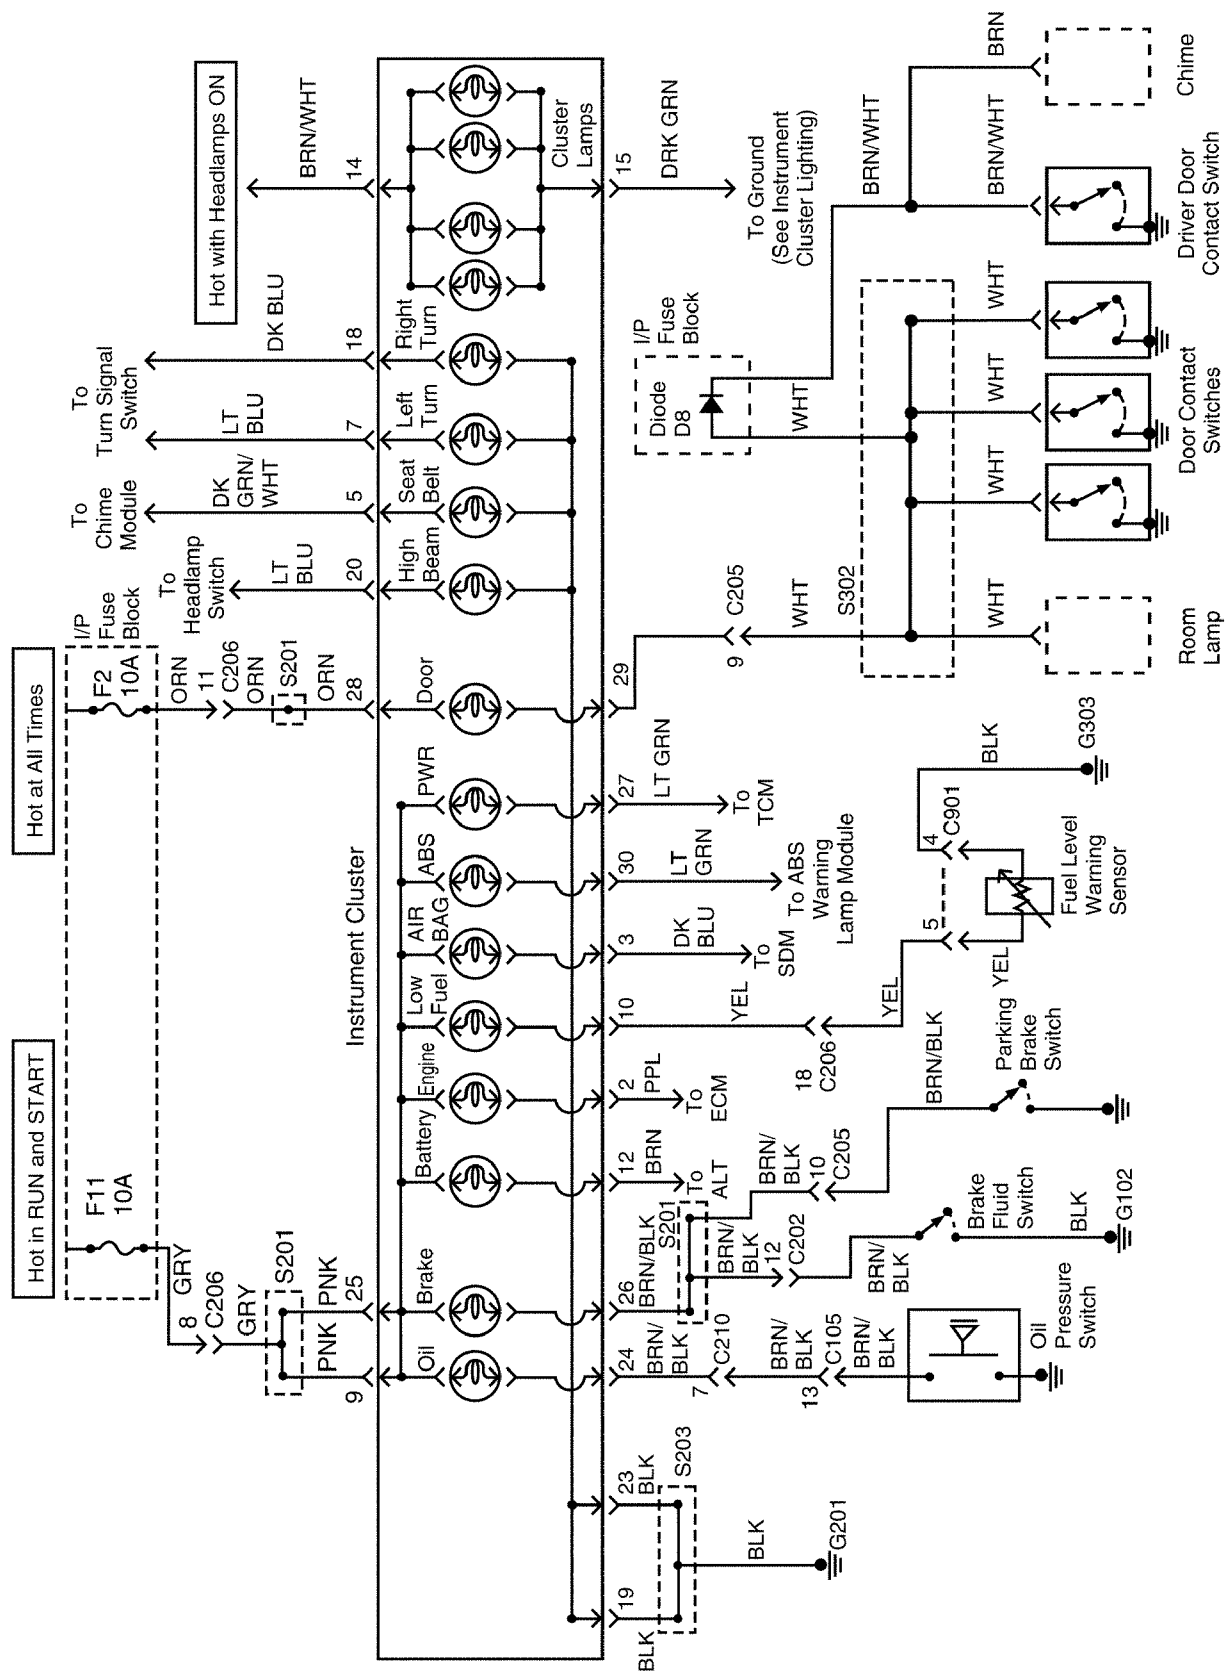 Hot in RUN and START
Hot at All Times
Hot with Headlamps ON
F11
10A
F2
10A
I/P
Fuse
Block
To
Headlamp
Switch
To
Chime
Module
To
Turn Signal
Switch
GRY
8
C206
GRY
S201
PNK
PNK
9
25
ORN
11
C206
ORN
S201
ORN
28
LT
BLU
20
DK
GRN/
WHT
5
LT
BLU
7
DK BLU
18
BRN/WHT
14
Instrument Cluster
Oil
Brake
Battery
Engine
Low
Fuel
AIR
BAG
ABS
PWR
Door
High
Beam
Seat
Belt
Left
Turn
Right
Turn
Cluster
Lamps
19
BLK
23
BLK
S203
BLK
G201
24
BRN/
BLK
7
C210
BRN/
BLK
13
C105
BRN/
BLK
Oil
Pressure
Switch
26
BRN/BLK
S201
BRN/
BLK
12
C202
BRN/
BLK
Brake
Fluid
Switch
BLK
G102
BRN/
BLK
10
C205
BRN/BLK
Parking
Brake
Switch
12
BRN
To
ALT
2
PPL
To
ECM
10
YEL
18
C206
YEL
5
YEL
4
C901
BLK
G303
Fuel Level
Warning
Sensor
3
DK
BLU
To
SDM
30
LT
GRN
To ABS
Warning
Lamp Module
27
LT GRN
To
TCM
29
9
C205
WHT
S302
WHT
Room
Lamp
I/P
Fuse
Block
Diode
D8
WHT
WHT
WHT
WHT
Door Contact
Switches
15
DRK GRN
To Ground
(See Instrument
Cluster Lighting)
BRN/WHT
BRN/WHT
Driver Door
Contact Switch
BRN
Chime